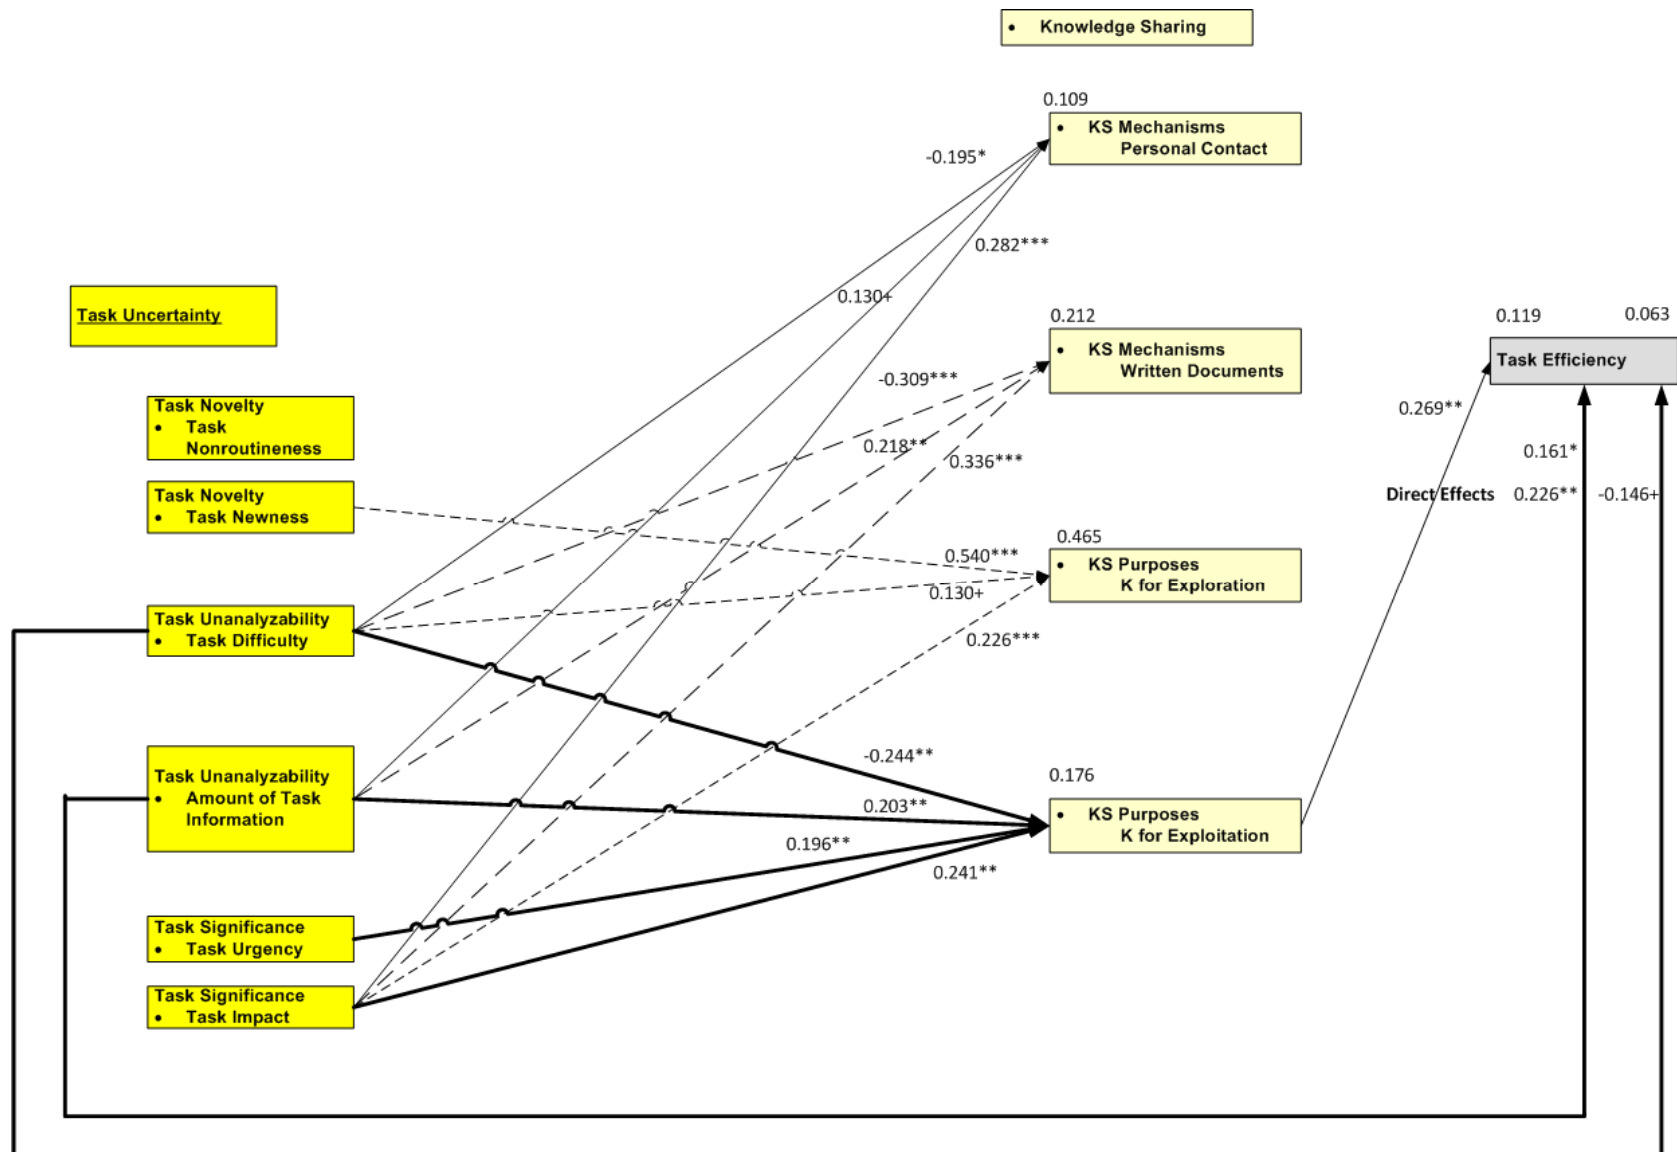 • Knowledge Sharing
0.109
• KS Mechanisms
Personal Contact
-0.195*
0.282***
0.130+
Task Uncertainty
0.212
• KS Mechanisms
Written Documents
0.119
0.063
Task Efficiency
-0.309***
0.269**
Task Novelty
• Task
Nonroutineness
0.218**
0.336***
0.161*
Direct Effects
0.226**
-0.146+
Task Novelty
• Task Newness
0.465
• KS Purposes
K for Exploration
0.540***
0.130+
0.226***
Task Unanalyzability
• Task Difficulty
-0.244**
Task Unanalyzability
• Amount of Task
Information
0.176
• KS Purposes
K for Exploitation
0.203**
0.196**
0.241**
Task Significance
• Task Urgency
Task Significance
• Task Impact